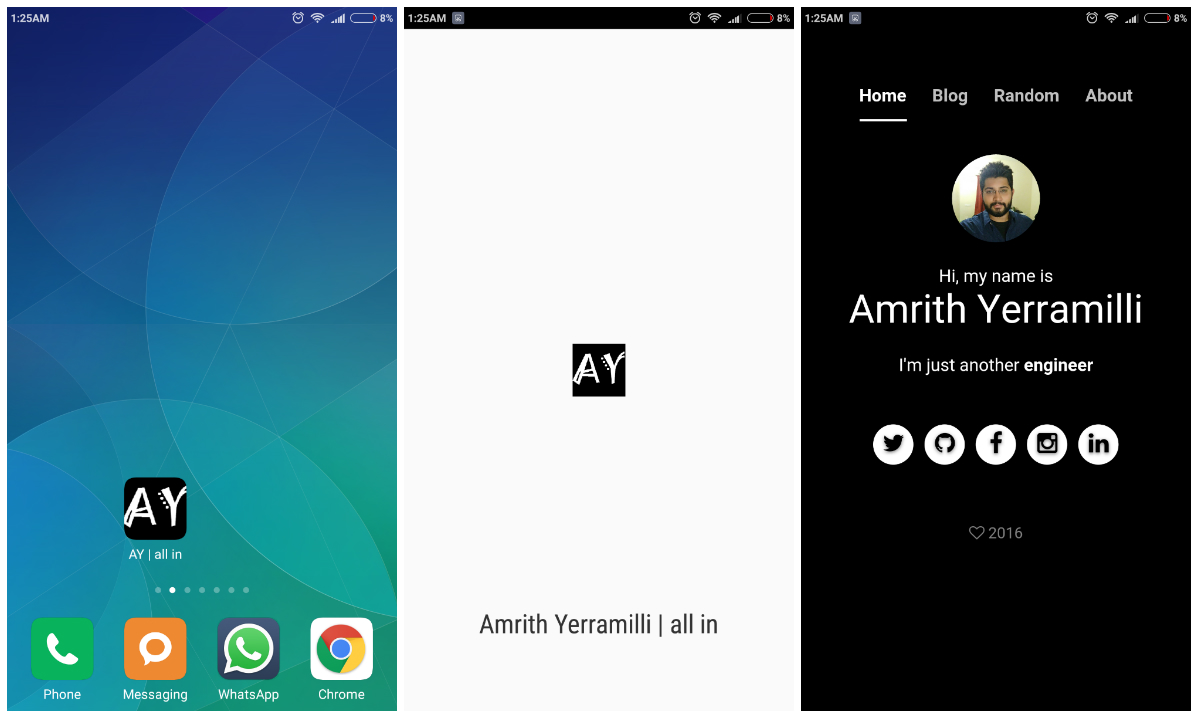 1:25AM 8%
AY
AY | all in
Phone Messaging WhatsApp Chrome
1:25AM 8%
AY
Amrith Yerramilli | all in
1:25AM 8%
Home Blog Random About
Hi, my name is
Amrith Yerramilli
I'm just another engineer
in
2016